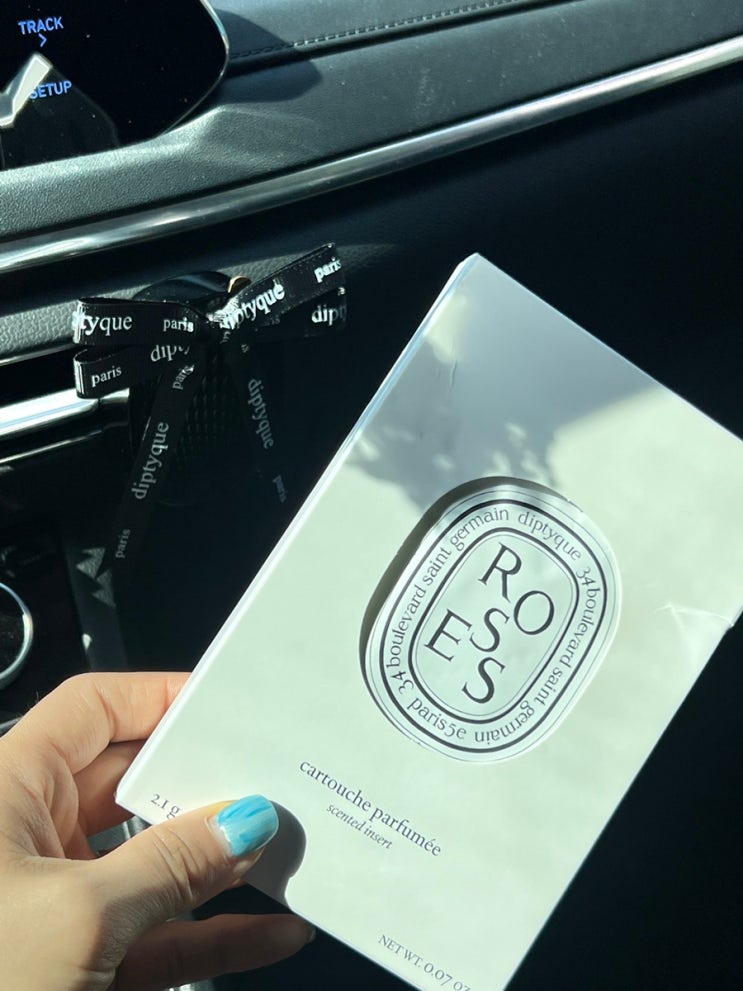 TRACK
SETUP
diptyque paris
paris
diptyque
diptyque
paris
diptyque
paris
34 boulevard saint germain diptyque 34 boulevard saint germain paris5e
ROSES
cartouche parfumée
scented insert
2.1 g
NET WT. 0.07 oz